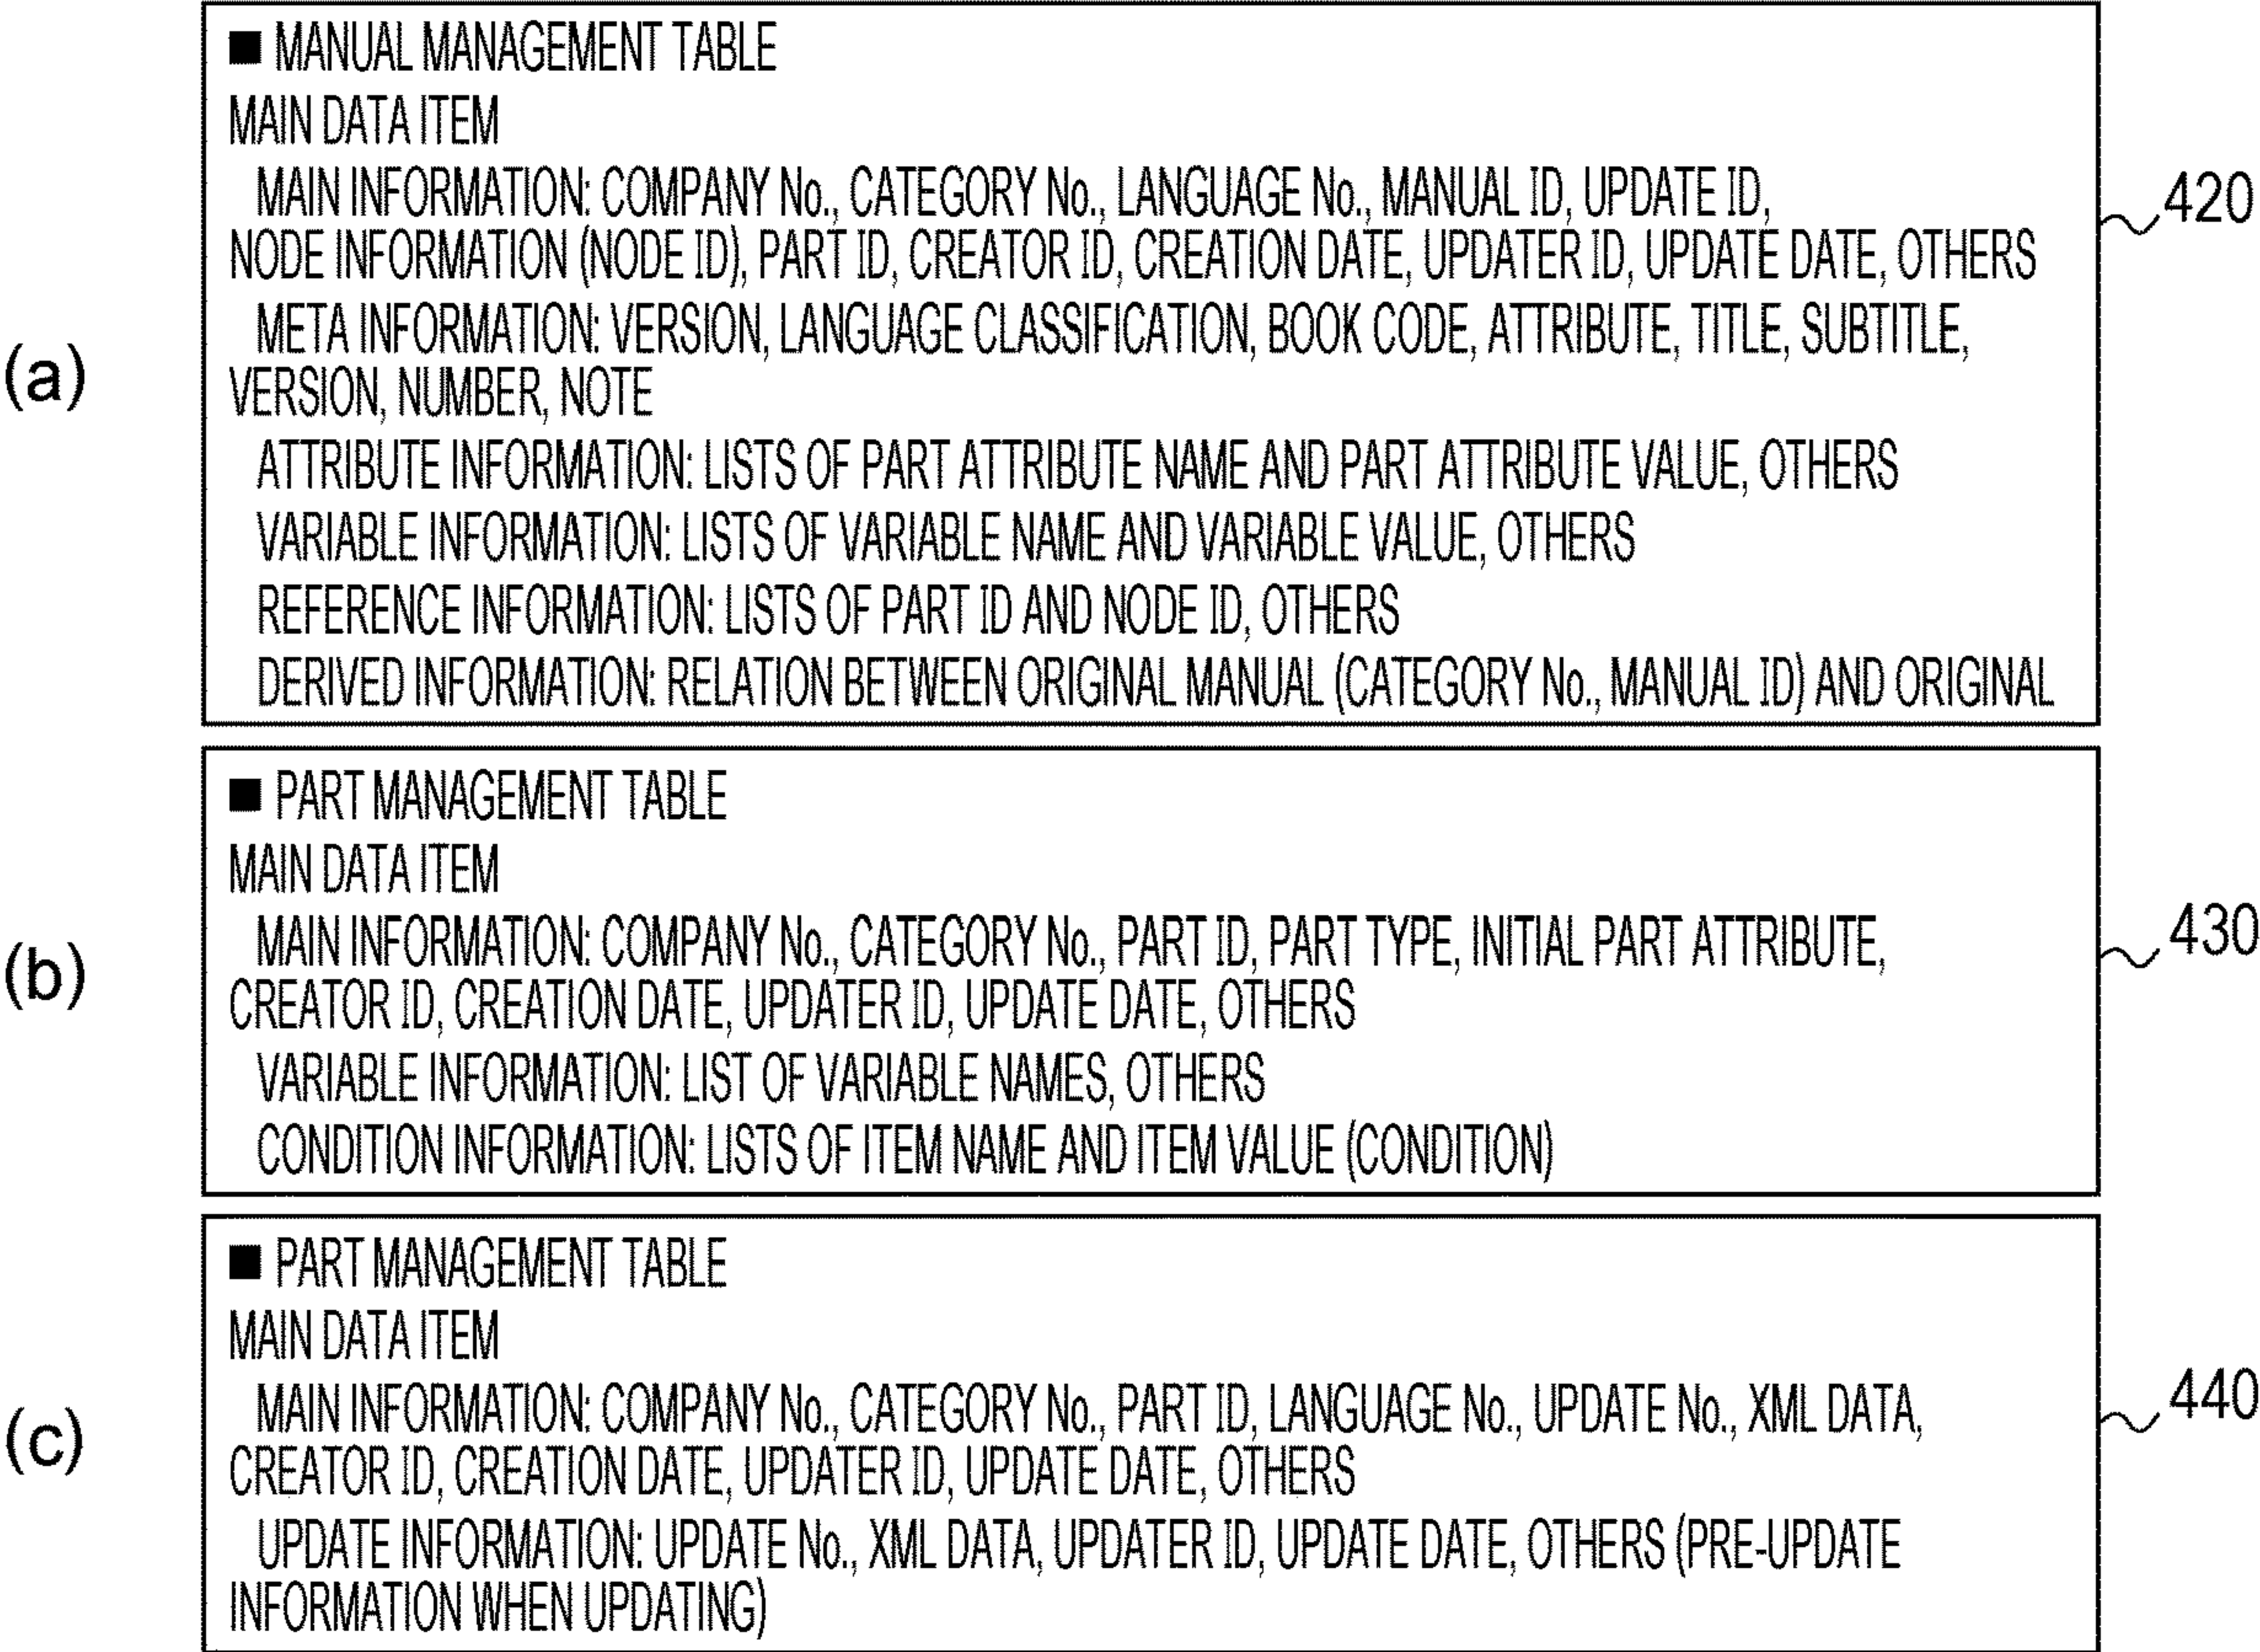 ■ MANUAL MANAGEMENT TABLE
MAIN DATA ITEM
MAIN INFORMATION: COMPANY No., CATEGORY No., LANGUAGE No., MANUAL ID, UPDATE ID,
NODE INFORMATION (NODE ID), PART ID, CREATOR ID, CREATION DATE, UPDATER ID, UPDATE DATE, OTHERS
META INFORMATION: VERSION, LANGUAGE CLASSIFICATION, BOOK CODE, ATTRIBUTE, TITLE, SUBTITLE,
VERSION, NUMBER, NOTE
ATTRIBUTE INFORMATION: LISTS OF PART ATTRIBUTE NAME AND PART ATTRIBUTE VALUE, OTHERS
VARIABLE INFORMATION: LISTS OF VARIABLE NAME AND VARIABLE VALUE, OTHERS
REFERENCE INFORMATION: LISTS OF PART ID AND NODE ID, OTHERS
DERIVED INFORMATION: RELATION BETWEEN ORIGINAL MANUAL (CATEGORY No., MANUAL ID) AND ORIGINAL
(a)
420
■ PART MANAGEMENT TABLE
MAIN DATA ITEM
MAIN INFORMATION: COMPANY No., CATEGORY No., PART ID, PART TYPE, INITIAL PART ATTRIBUTE,
CREATOR ID, CREATION DATE, UPDATER ID, UPDATE DATE, OTHERS
VARIABLE INFORMATION: LIST OF VARIABLE NAMES, OTHERS
CONDITION INFORMATION: LISTS OF ITEM NAME AND ITEM VALUE (CONDITION)
(b)
430
■ PART MANAGEMENT TABLE
MAIN DATA ITEM
MAIN INFORMATION: COMPANY No., CATEGORY No., PART ID, LANGUAGE No., UPDATE No., XML DATA,
CREATOR ID, CREATION DATE, UPDATER ID, UPDATE DATE, OTHERS
UPDATE INFORMATION: UPDATE No., XML DATA, UPDATER ID, UPDATE DATE, OTHERS (PRE-UPDATE
INFORMATION WHEN UPDATING)
(c)
440